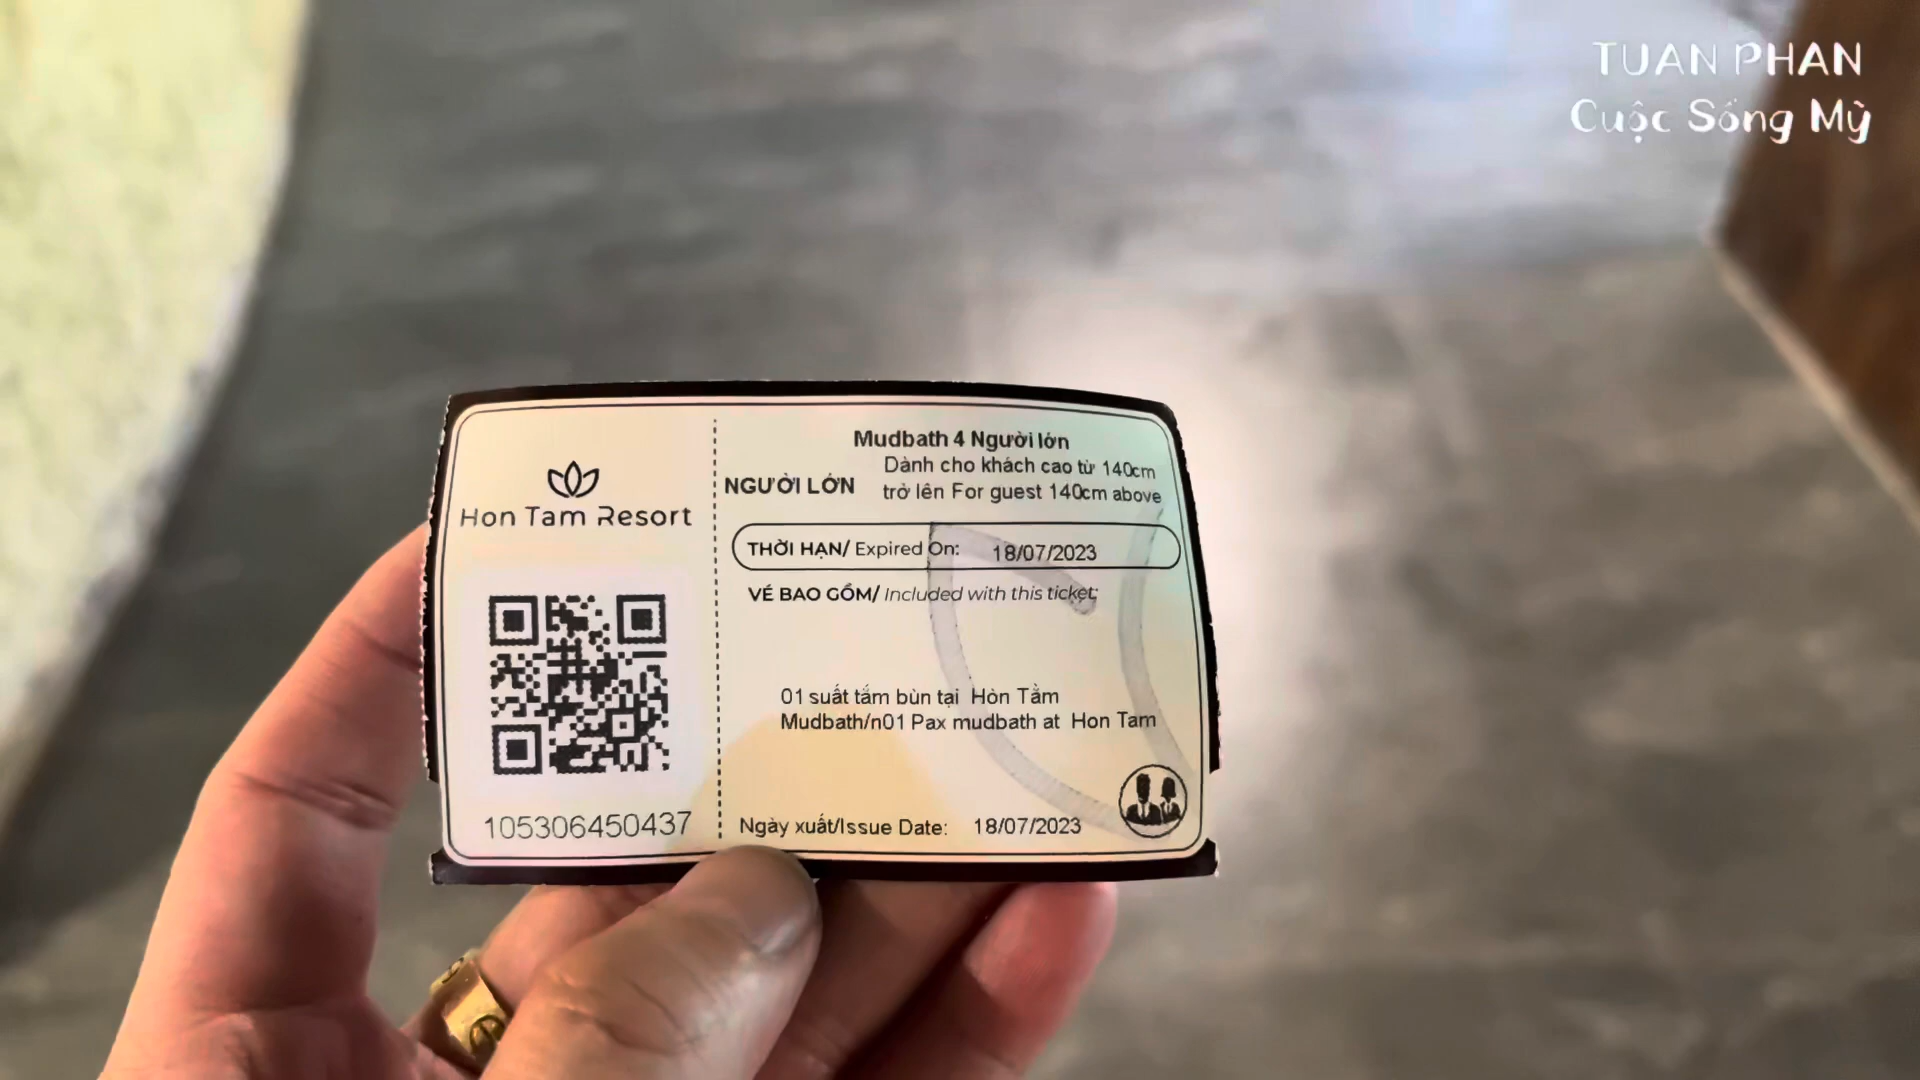 TUAN PHAN
Cuộc Sống Mỹ
Hon Tam Resort
105306450437
Mudbath 4 Người lớn
NGƯỜI LỚN
Dành cho khách cao từ 140cm
trở lên For guest 140cm above
THỜI HẠN/ Expired On: 18/07/2023
VÉ BAO GỒM/ Included with this ticket:
01 suất tắm bùn tại Hòn Tằm
Mudbath/n01 Pax mudbath at Hon Tam
Ngày xuất/Issue Date: 18/07/2023